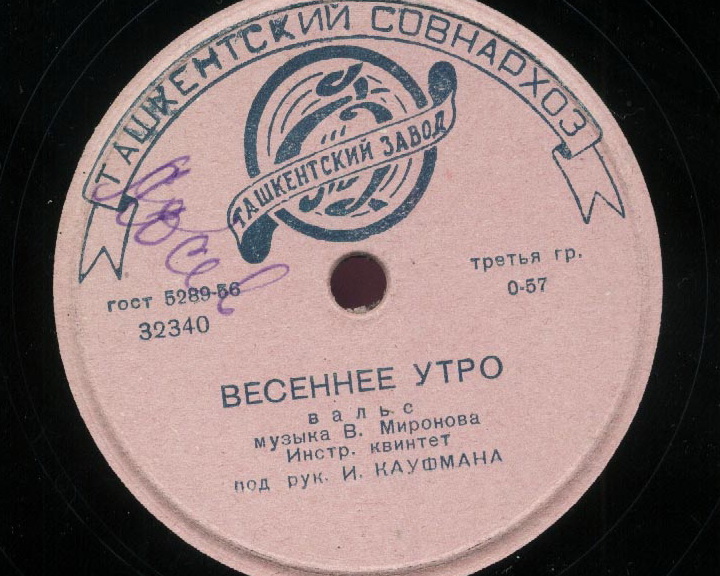 ТАШКЕНТСКИЙ СОВНАРХОЗ
ТАШКЕНТСКИЙ ЗАВОД
гост 5289-56
32340
третья гр.
0-57
ВЕСЕННЕЕ УТРО
вальс
музыка В. Миронова
Инстр. квинтет
под рук. И. КАУФМАНА